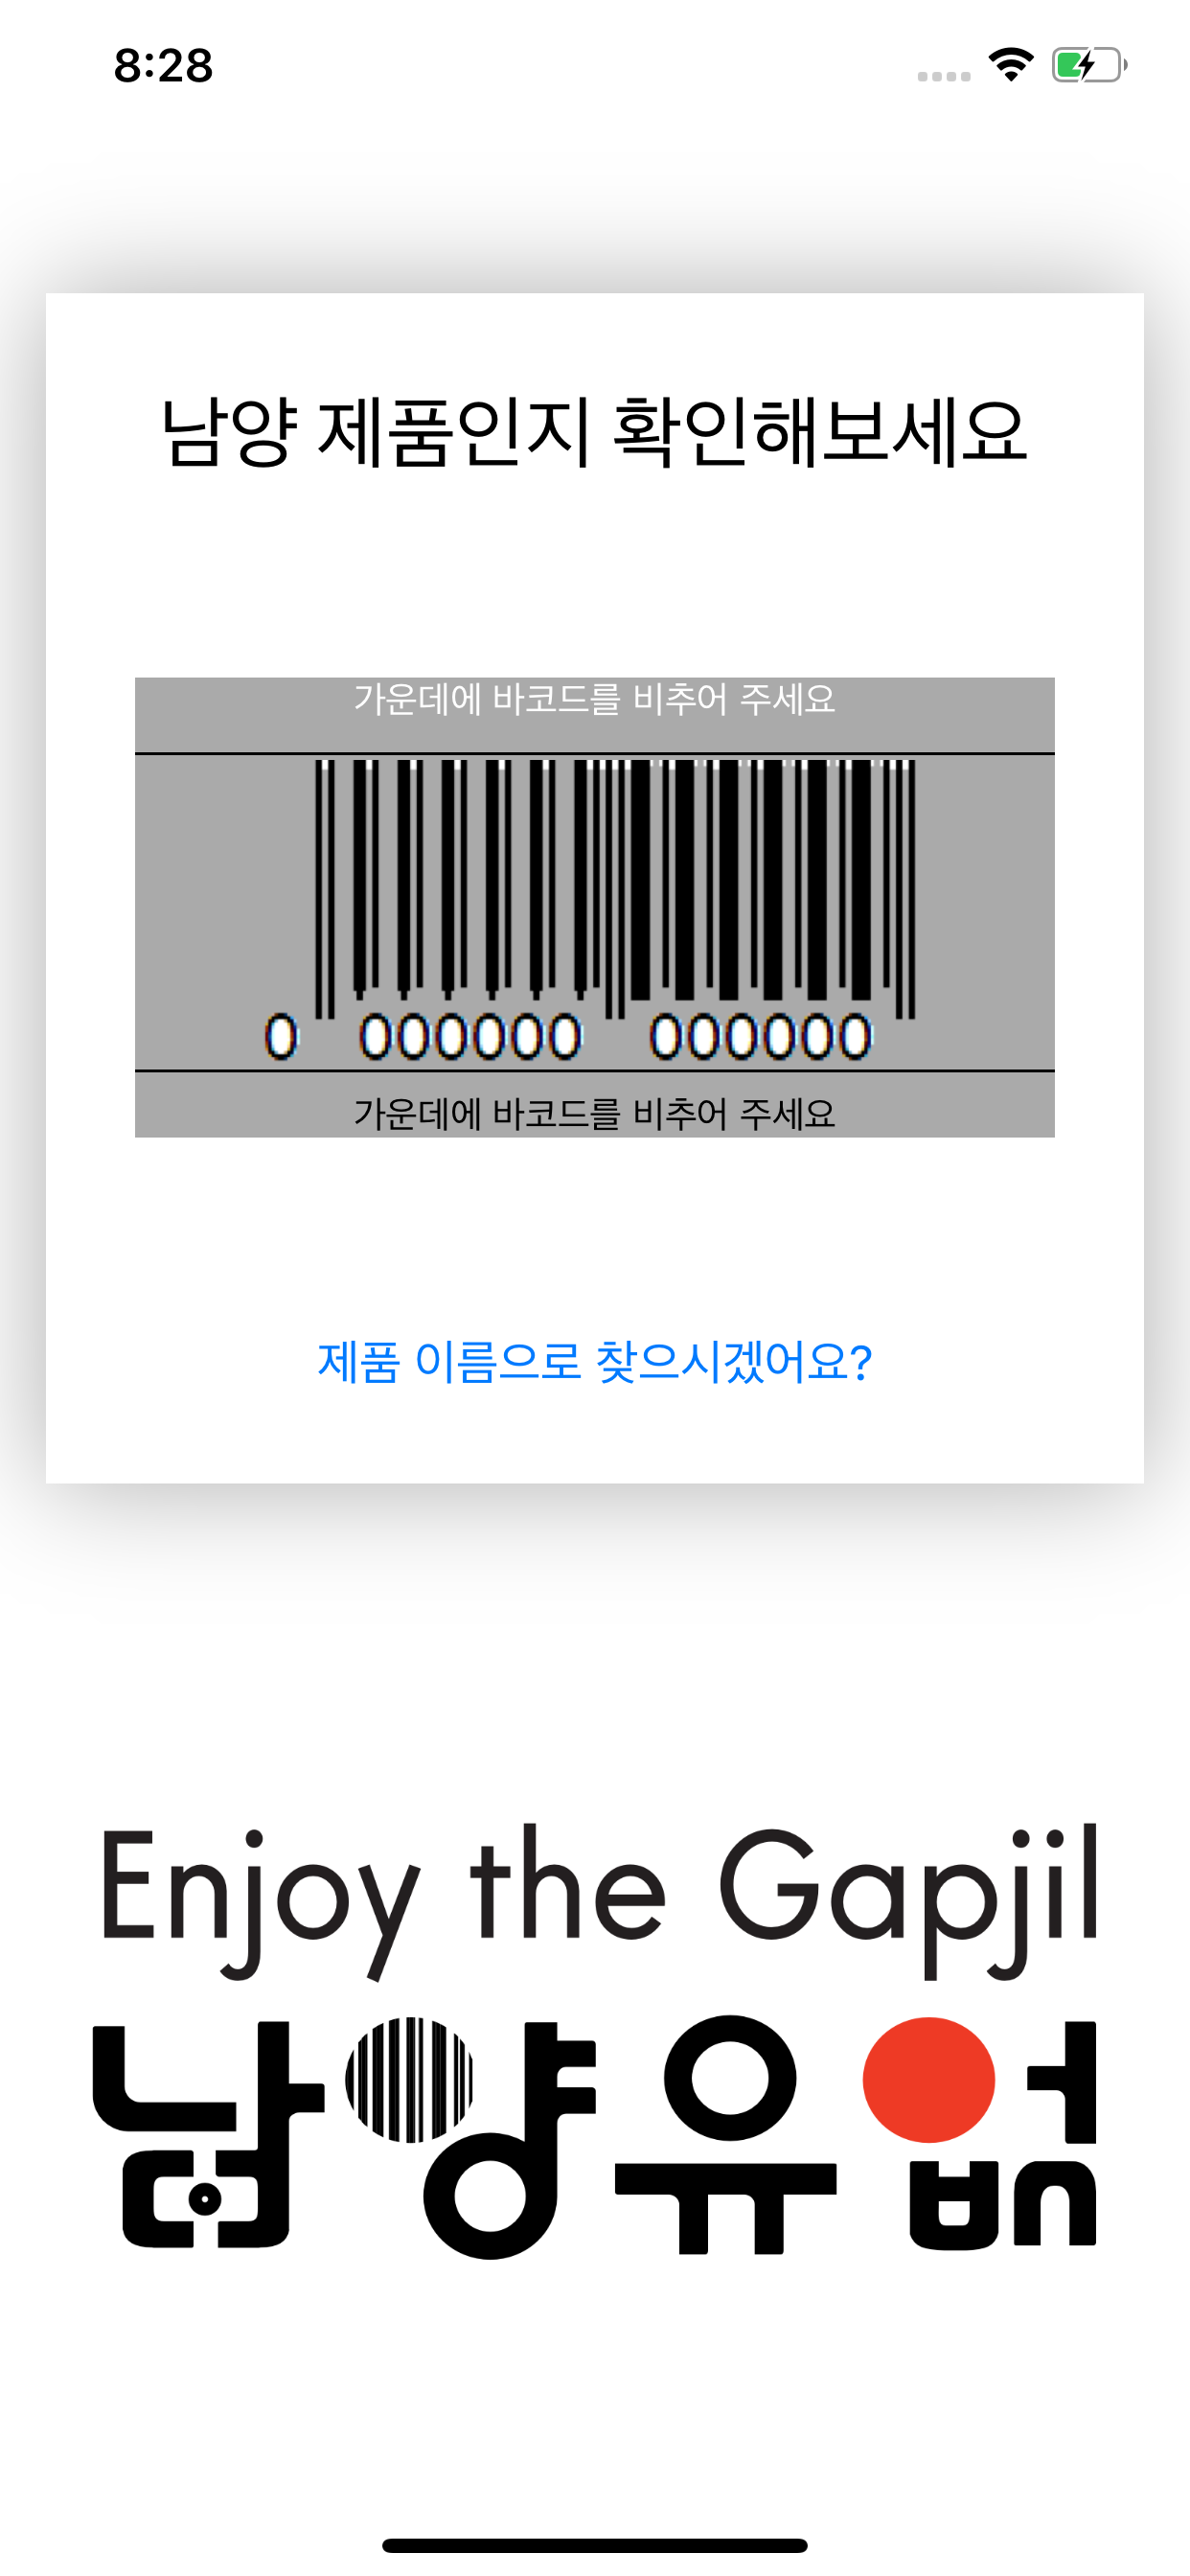 8:28
남양 제품인지 확인해보세요
가운데에 바코드를 비추어 주세요
0 000000 000000
가운데에 바코드를 비추어 주세요
제품 이름으로 찾으시겠어요?
Enjoy the Gapjil
남양유없